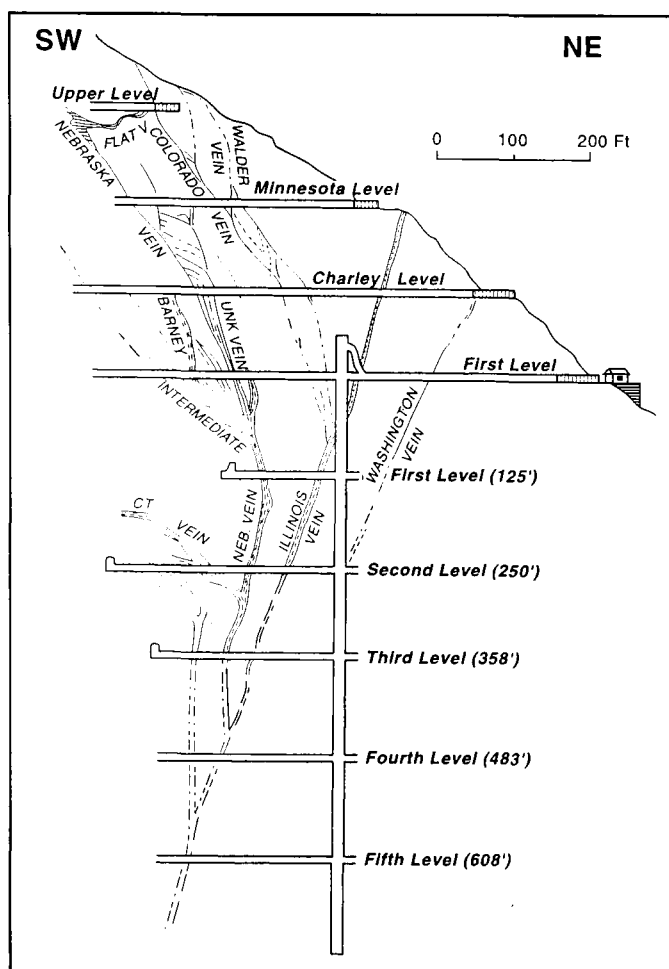 SW
NE
Upper Level
FLAT V
NEBRASKA
VEIN
COLORADO
VEIN
WALDER
VEIN
0 100 200 Ft
Minnesota Level
Charley Level
BARNEY
UNK VEIN
First Level
INTERMEDIATE
WASHINGTON
VEIN
First Level (125')
CT
VEIN
NEB VEIN
ILLINOIS
VEIN
Second Level (250')
Third Level (358')
Fourth Level (483')
Fifth Level (608')